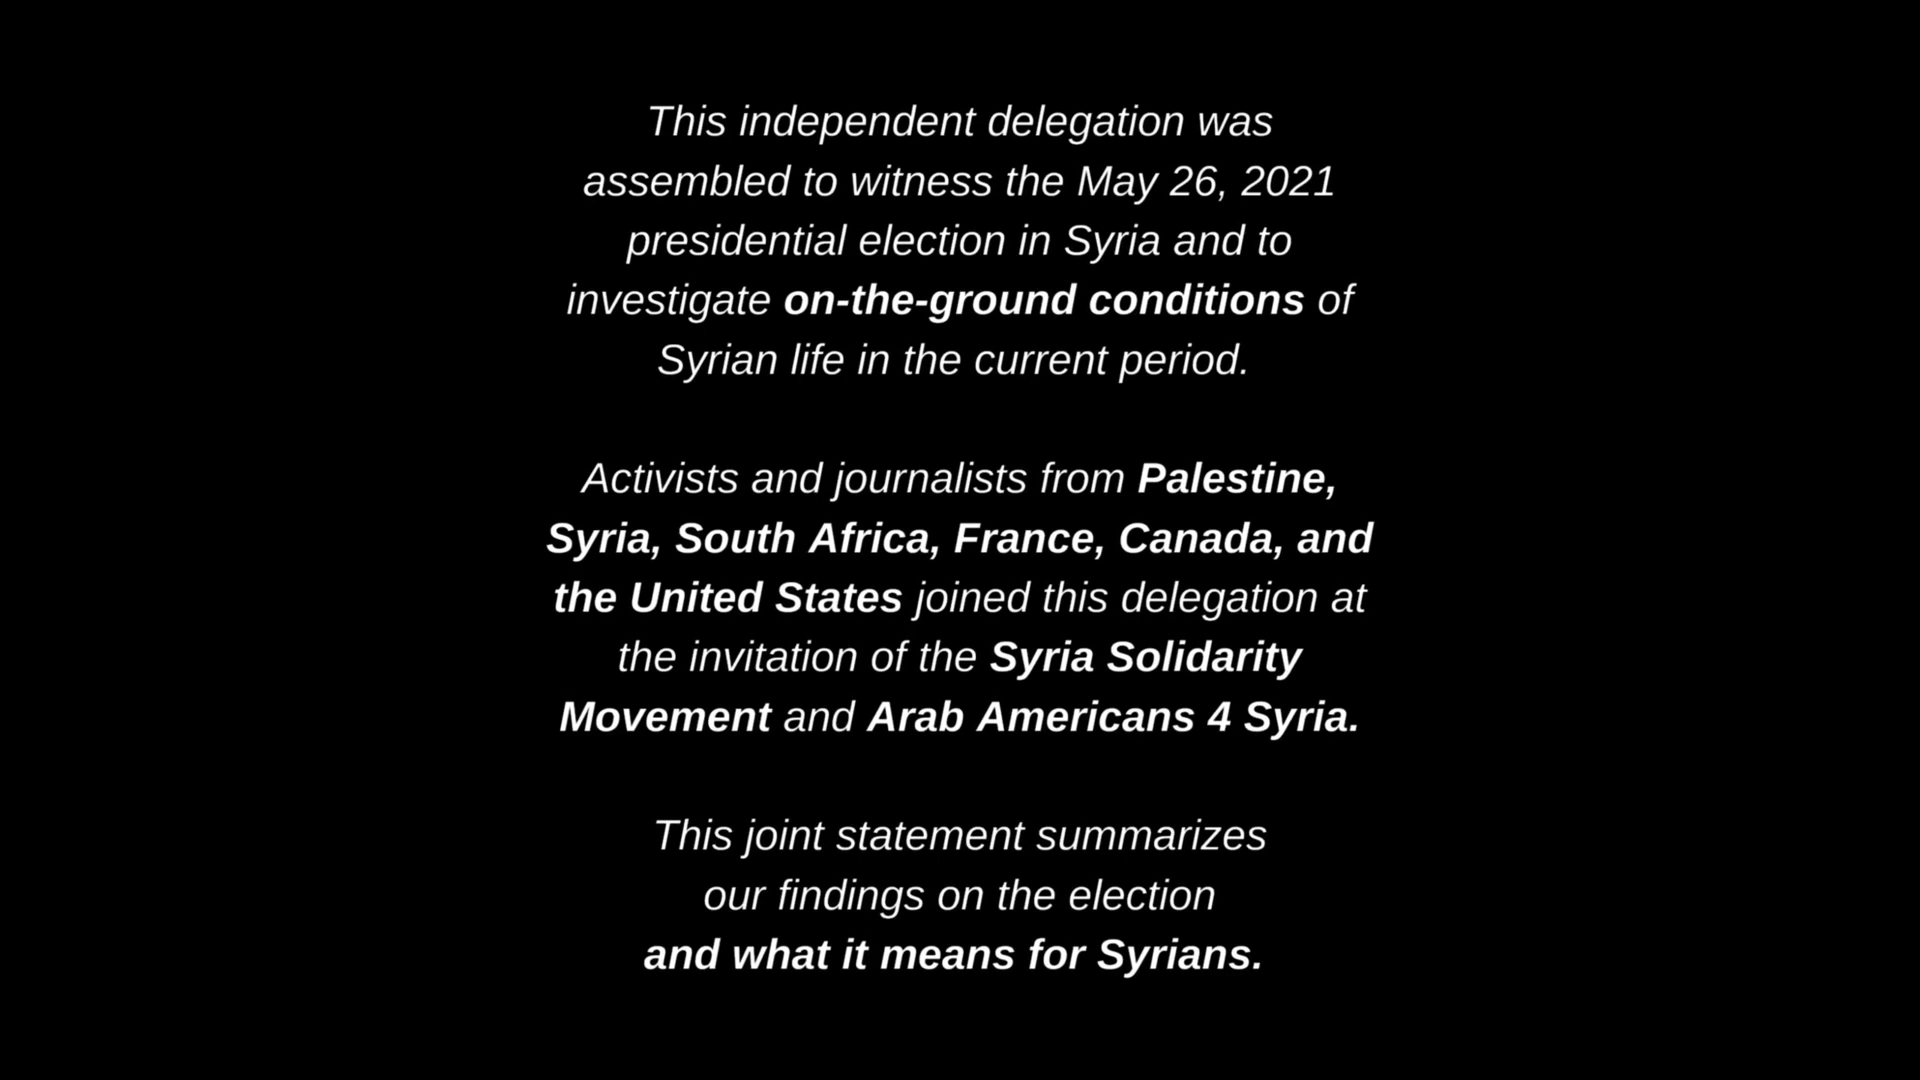 This independent delegation was
assembled to witness the May 26, 2021
presidential election in Syria and to
investigate on-the-ground conditions of
Syrian life in the current period.
Activists and journalists from Palestine,
Syria, South Africa, France, Canada, and
the United States joined this delegation at
the invitation of the Syria Solidarity
Movement and Arab Americans 4 Syria.
This joint statement summarizes
our findings on the election
and what it means for Syrians.